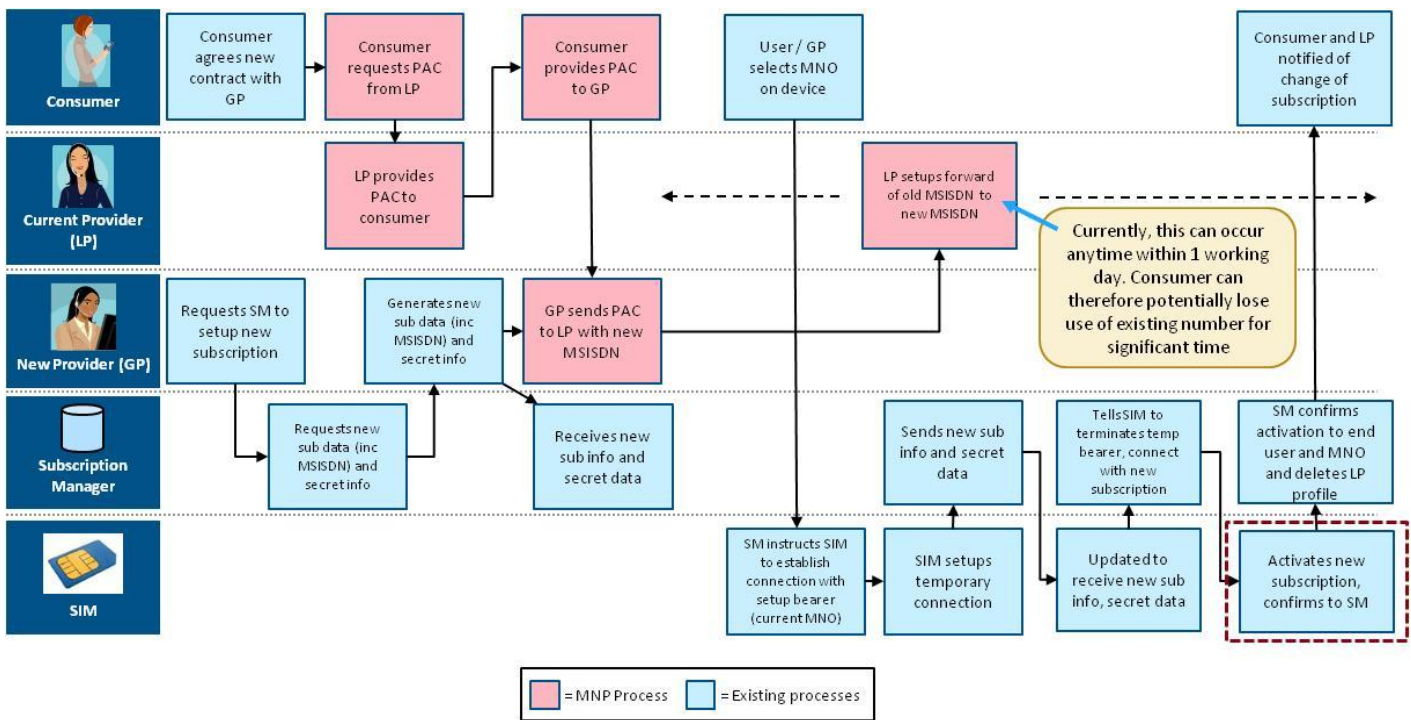 Consumer
Consumer
agrees new
contract with
GP
Consumer
requests PAC
from LP
Consumer
provides PAC
to GP
User / GP
selects MNO
on device
Consumer and LP
notified of
change of
subscription
Current Provider
(LP)
LP provides
PAC to
consumer
LP setups forward
of old MSISDN to
new MSISDN
Currently, this can occur
anytime within 1 working
day. Consumer can
therefore potentially lose
use of existing number for
significant time
New Provider (GP)
Requests SM to
setup new
subscription
Generates new
sub data (inc
MSISDN) and
secret info
GP sends PAC
to LP with new
MSISDN
Subscription
Manager
Requests new
sub data (inc
MSISDN) and
secret info
Receives new
sub info and
secret data
Sends new sub
info and secret
data
TellsSIM to
terminates temp
bearer, connect
with new
subscription
SM confirms
activation to end
user and MNO
and deletes LP
profile
SIM
SM instructs SIM
to establish
connection with
setup bearer
(current MNO)
SIM setups
temporary
connection
Updated to
receive new sub
info, secret data
Activates new
subscription,
confirms to SM
= MNP Process
= Existing processes